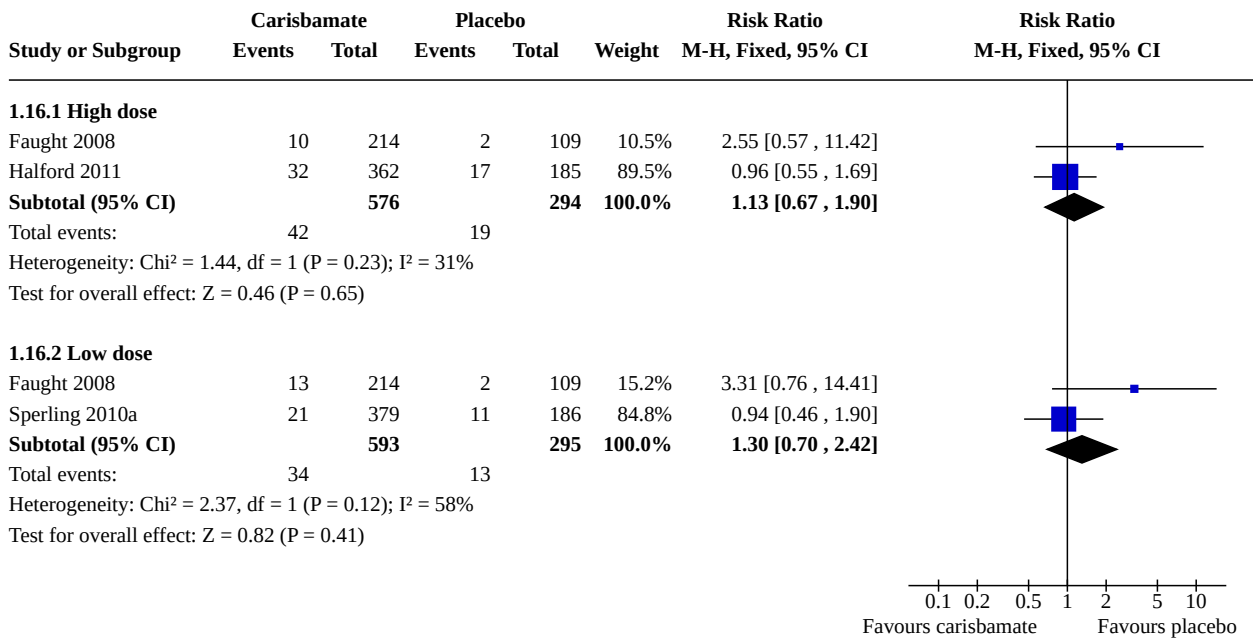 Carisbamate Placebo Risk Ratio Risk Ratio
Study or Subgroup Events Total Events Total Weight M-H, Fixed, 95% CI M-H, Fixed, 95% CI
1.16.1 High dose
Faught 2008 10 214 2 109 10.5% 2.55 [0.57 , 11.42]
Halford 2011 32 362 17 185 89.5% 0.96 [0.55 , 1.69]
Subtotal (95% CI) 576 294 100.0% 1.13 [0.67 , 1.90]
Total events: 42 19
Heterogeneity: Chi² = 1.44, df = 1 (P = 0.23); I² = 31%
Test for overall effect: Z = 0.46 (P = 0.65)
1.16.2 Low dose
Faught 2008 13 214 2 109 15.2% 3.31 [0.76 , 14.41]
Sperling 2010a 21 379 11 186 84.8% 0.94 [0.46 , 1.90]
Subtotal (95% CI) 593 295 100.0% 1.30 [0.70 , 2.42]
Total events: 34 13
Heterogeneity: Chi² = 2.37, df = 1 (P = 0.12); I² = 58%
Test for overall effect: Z = 0.82 (P = 0.41)
0.1 0.2 0.5 1 2 5 10
Favours carisbamate Favours placebo